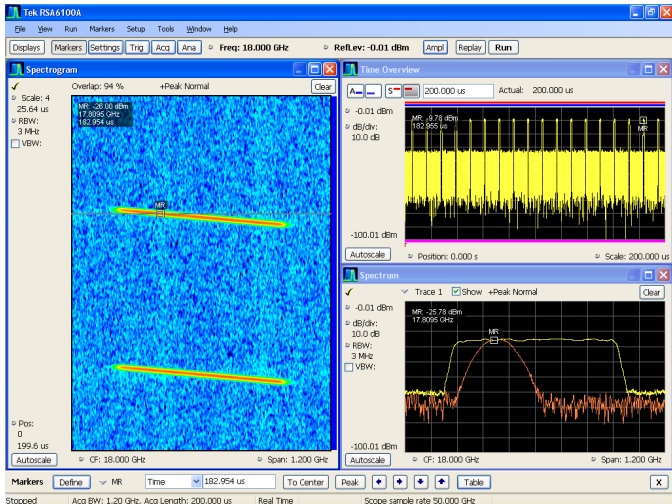 Tek RSA6100A
File View Run Markers Setup Tools Window Help
Displays Markers Settings Trig Acq Ana Freq: 18.000 GHz RefLev: -0.01 dBm Ampl Replay Run
Spectrogram
Overlap: 94 % +Peak Normal Clear
Scale: 4
25.64 us
RBW:
3 MHz
VBW:
MR: -26.00 dBm
17.8095 GHz
182.954 us
MR
Pos:
0
199.6 us
Autoscale CF: 18.000 GHz Span: 1.200 GHz
Time Overview
A S 200.000 us Actual: 200.000 us
-0.01 dBm
dB/div:
10.0 dB
MR: -9.78 dBm
182.955 us
MR
-100.01 dBm
Autoscale Position: 0.000 s Scale: 200.000 us
Spectrum
Trace 1 Show +Peak Normal Clear
-0.01 dBm
dB/div:
10.0 dB
RBW:
3 MHz
VBW:
MR: -25.78 dBm
17.8095 GHz
MR
-100.01 dBm
Autoscale CF: 18.000 GHz Span: 1.200 GHz
Markers Define MR Time 182.954 us To Center Peak Table X
Stopped Acq BW: 1.20 GHz, Acq Length: 200.000 us Real Time Scope sample rate 50.000 GHz